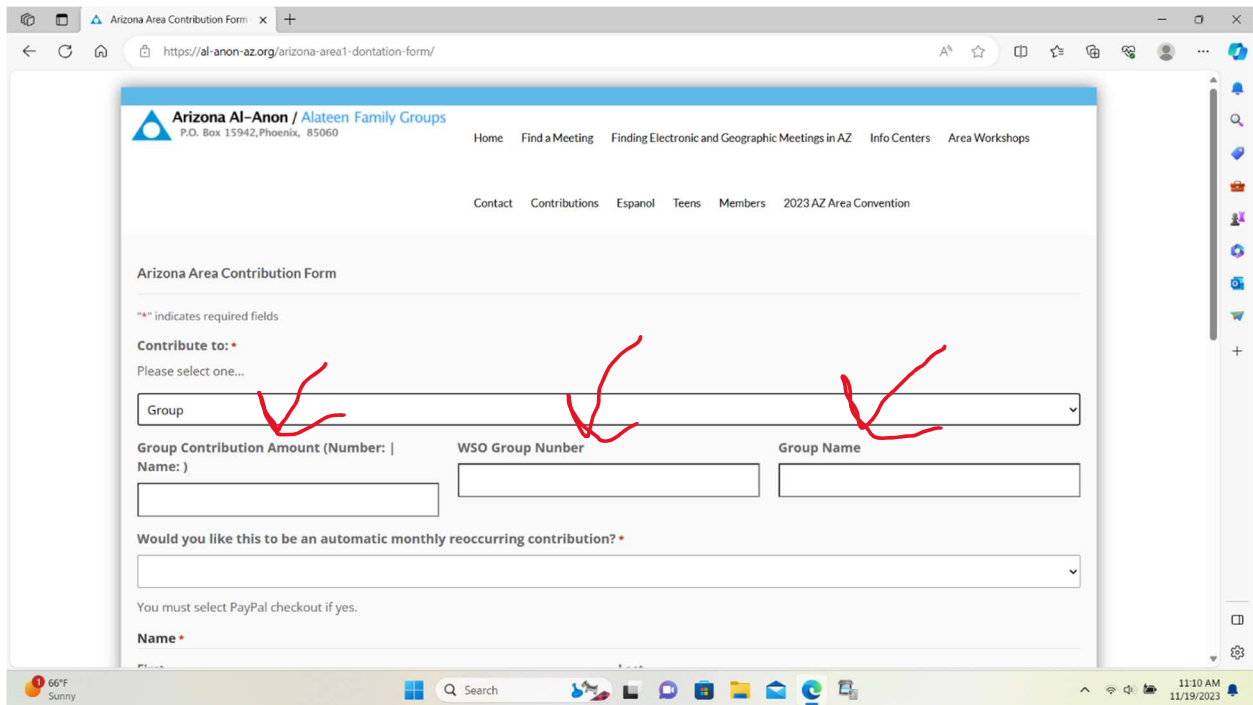 Arizona Area Contribution Form
https://al-anon-az.org/arizona-area1-dontation-form/
Arizona Al-Anon / Alateen Family Groups
P.O. Box 15942,Phoenix, 85060
Home Find a Meeting Finding Electronic and Geographic Meetings in AZ Info Centers Area Workshops
Contact Contributions Espanol Teens Members 2023 AZ Area Convention
Arizona Area Contribution Form
"*" indicates required fields
Contribute to: *
Please select one...
Group
Group Contribution Amount (Number: | WSO Group Nunber Group Name
Name: )
Would you like this to be an automatic monthly reoccurring contribution? *
You must select PayPal checkout if yes.
Name *
1 66°F Search 11:10 AM
Sunny 11/19/2023